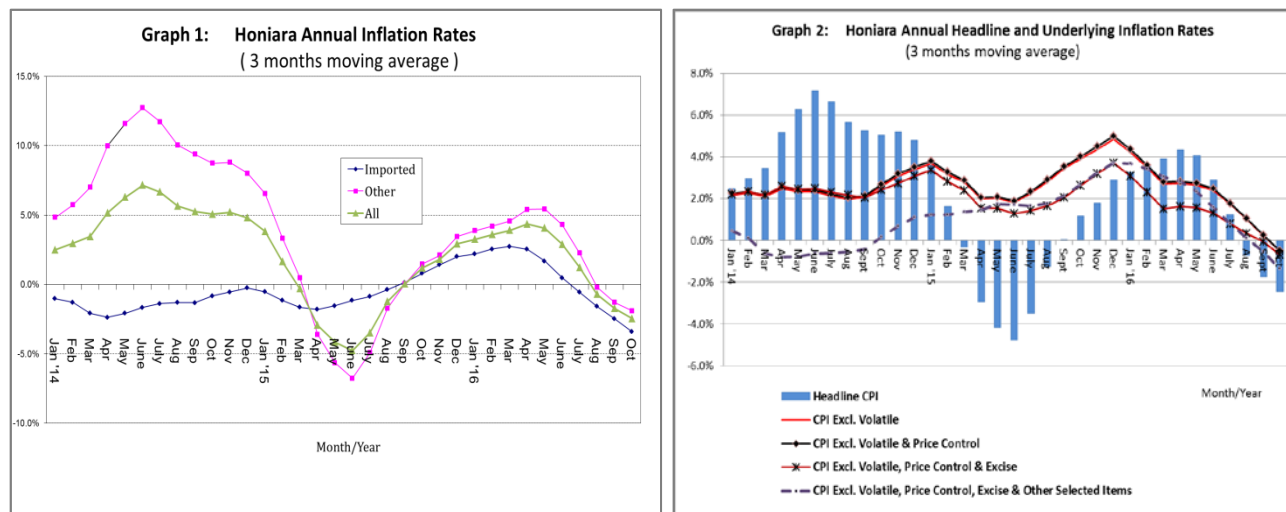 Graph 1: Honiara Annual Inflation Rates
( 3 months moving average )
15.0%
10.0%
5.0%
0.0%
-5.0%
-10.0%
Imported
Other
All
Jan '14
Feb
Mar
Apr
May
June
July
Aug
Sep
Oct
Nov
Dec
Jan '15
Feb
Mar
Apr
May
June
July
Aug
Sep
Oct
Nov
Dec
Jan '16
Feb
Mar
Apr
May
June
July
Aug
Sep
Oct
Month/Year
Graph 2: Honiara Annual Headline and Underlying Inflation Rates
(3 months moving average)
8.0%
6.0%
4.0%
2.0%
0.0%
-2.0%
-4.0%
-6.0%
Jan '14
Feb
Mar
Apr
May
June
July
Aug
Sept
Oct
Nov
Dec
Jan '15
Feb
Mar
Apr
May
June
July
Aug
Sept
Oct
Nov
Dec
Jan '16
Feb
Mar
Apr
May
June
July
Aug
Sept
Month/Year
Headline CPI
CPI Excl. Volatile
CPI Excl. Volatile & Price Control
CPI Excl. Volatile, Price Control & Excise
CPI Excl. Volatile, Price Control, Excise & Other Selected Items